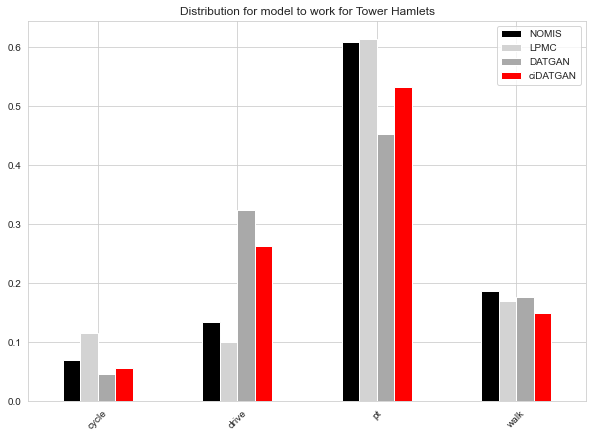 Distribution for model to work for Tower Hamlets
NOMIS
LPMC
DATGAN
ciDATGAN
0.6
0.5
0.4
0.3
0.2
0.1
0.0
cycle
drive
pt
walk